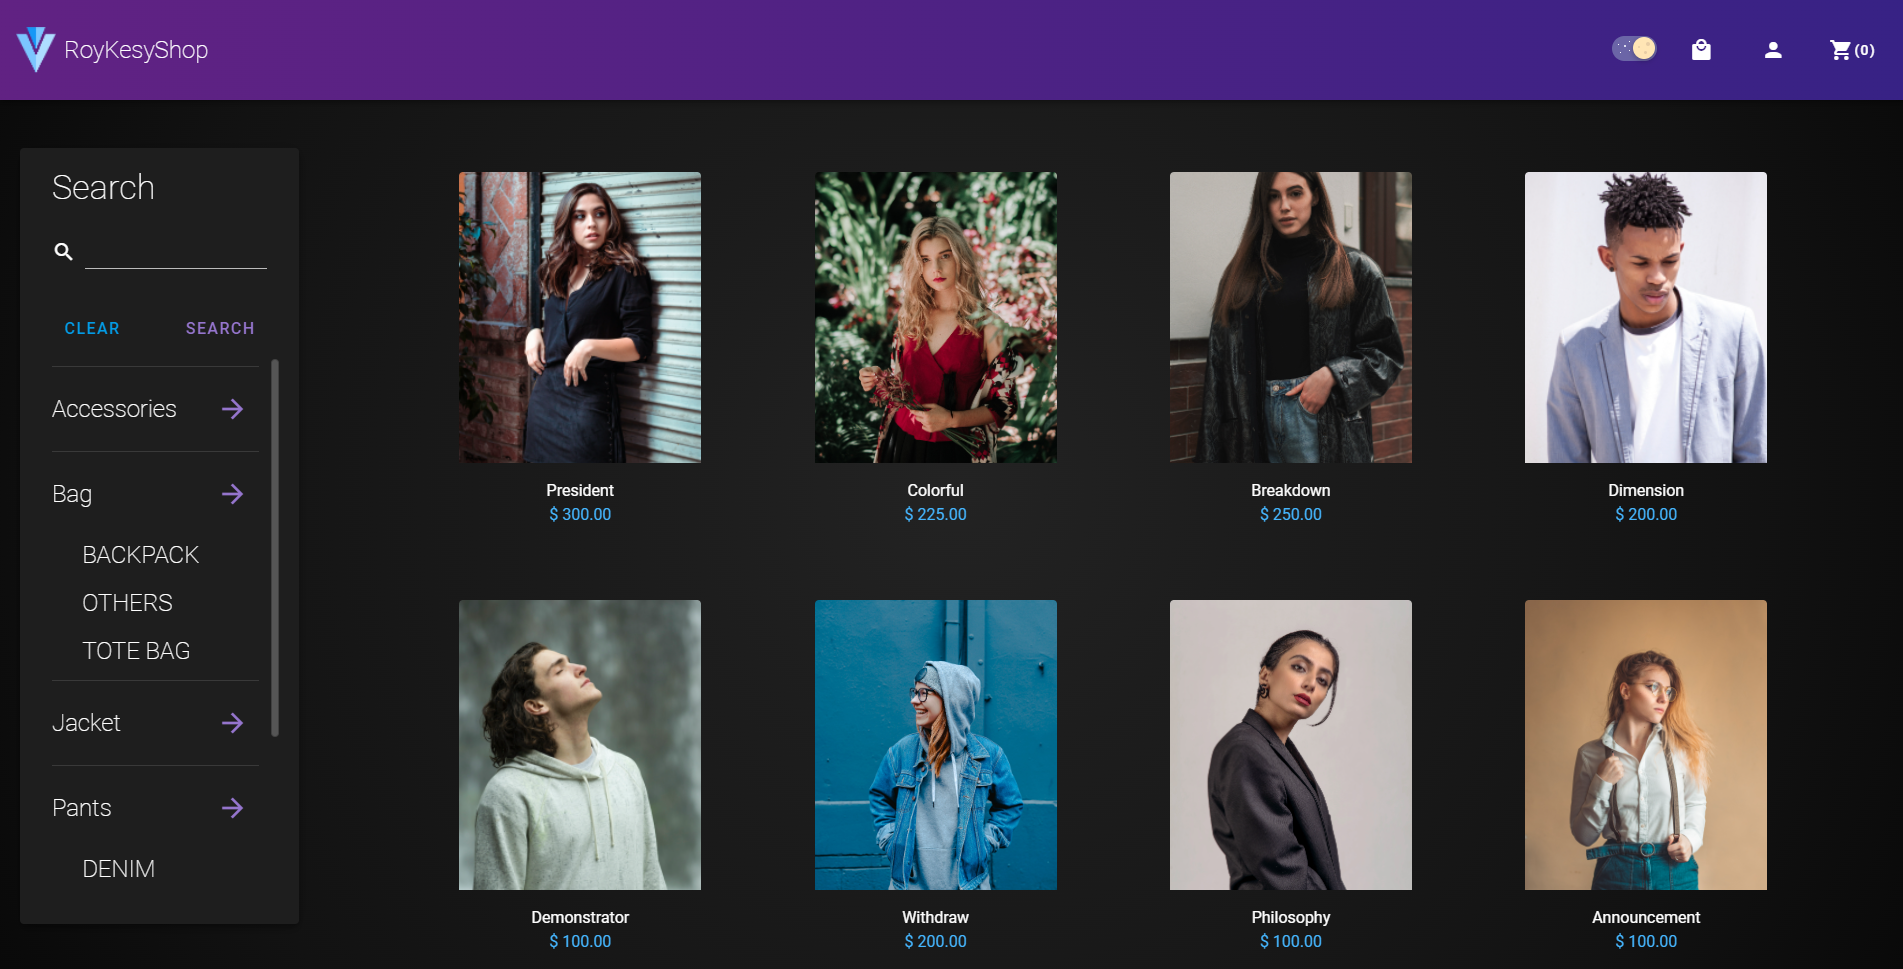 RoyKesyShop
(0)
Search
CLEAR
SEARCH
Accessories
Bag
BACKPACK
OTHERS
TOTE BAG
Jacket
Pants
DENIM
President
$ 300.00
Colorful
$ 225.00
Breakdown
$ 250.00
Dimension
$ 200.00
Demonstrator
$ 100.00
Withdraw
$ 200.00
Philosophy
$ 100.00
Announcement
$ 100.00